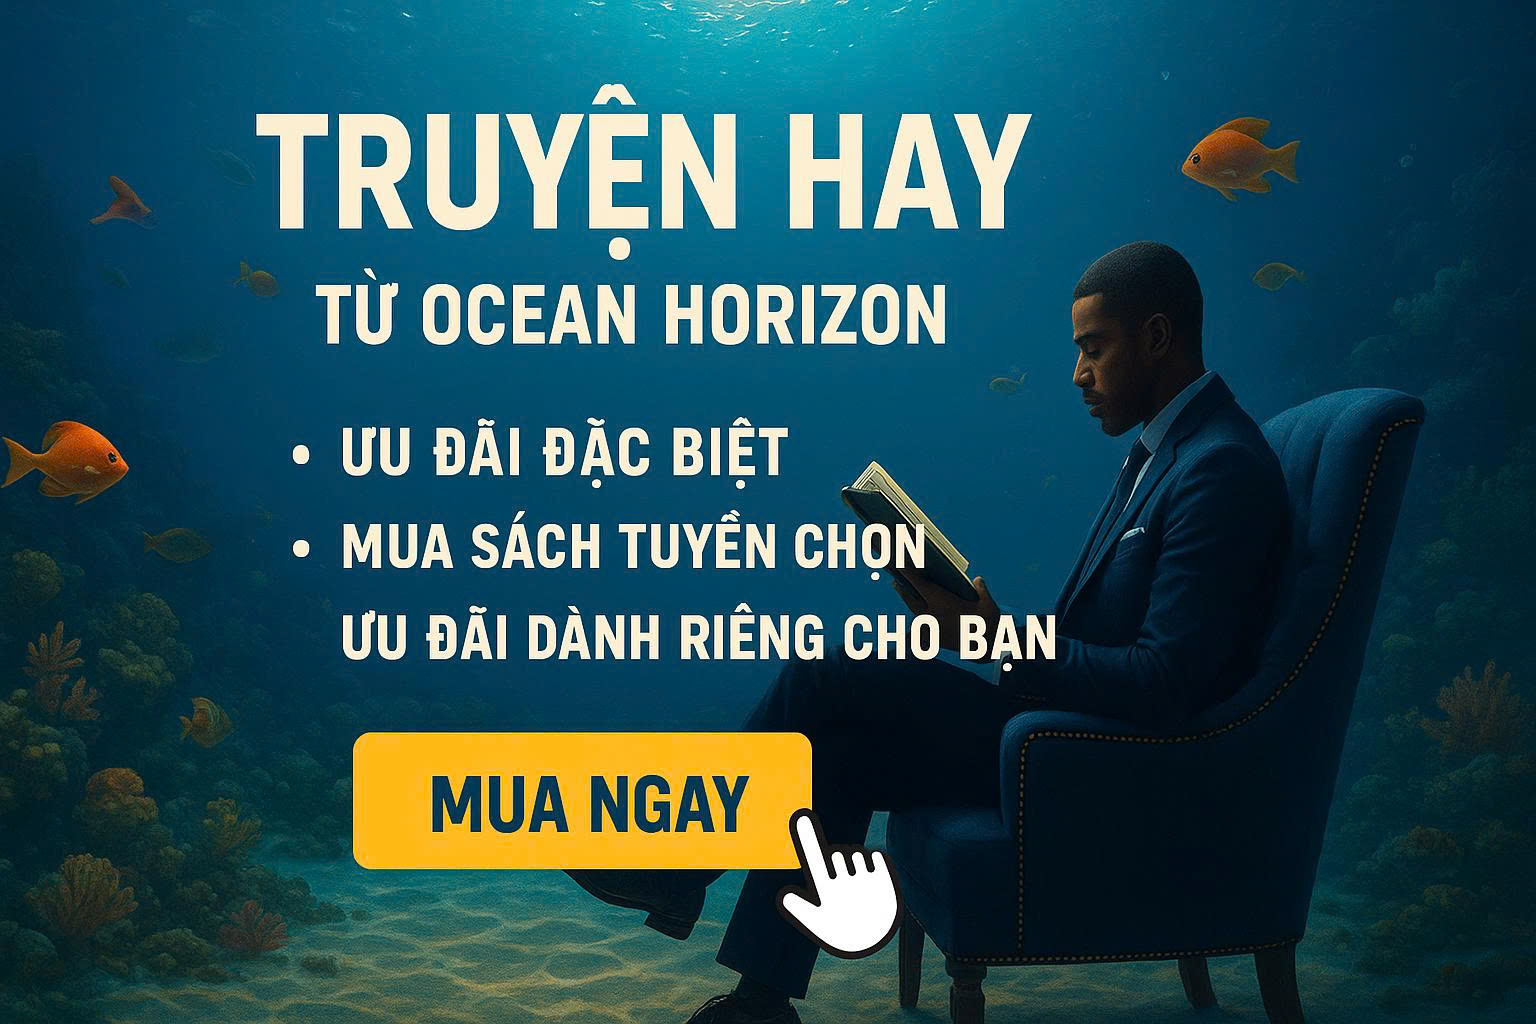 TRUYỆN HAY
TỪ OCEAN HORIZON
• ƯU ĐÃI ĐẶC BIỆT
• MUA SÁCH TUYỀN CHỌN
ƯU ĐÃI DÀNH RIÊNG CHO BẠN
MUA NGAY